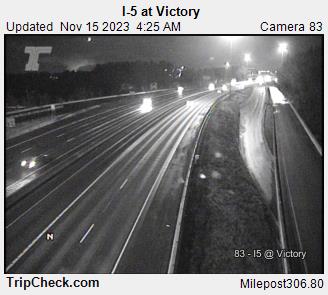 I-5 at Victory
Updated Nov 15 2023 4:25 AM Camera 83
T
N
83 - I5 @ Victory
TripCheck.com Milepost306.80